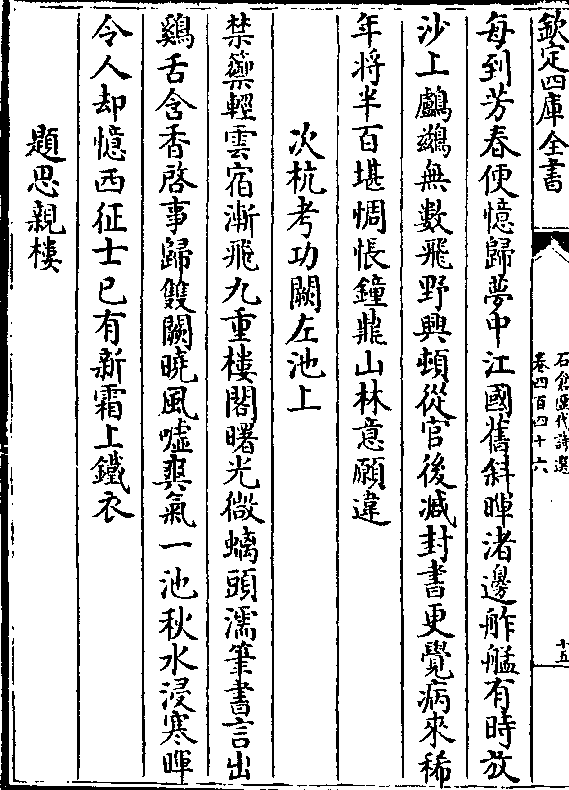 欽定四庫全書
石倉歷代詩選
卷四百四十六
十五
每到芳春便憶歸夢中江國舊斜暉渚邊舴艋有時放
沙上鸕鷀無數飛野興頓從官後減封書更覺病來稀
年將半百堪惆悵鐘鼎山林意願違
次杭考功闕左池上
禁籞輕雲宿漸飛九重樓閣曙光微螭頭濡筆書言出
鷄舌含香啓事歸雙闕曉風噓爽氣一池秋水浸寒暉
令人却憶西征士已有新霜上鐵衣
題思親樓